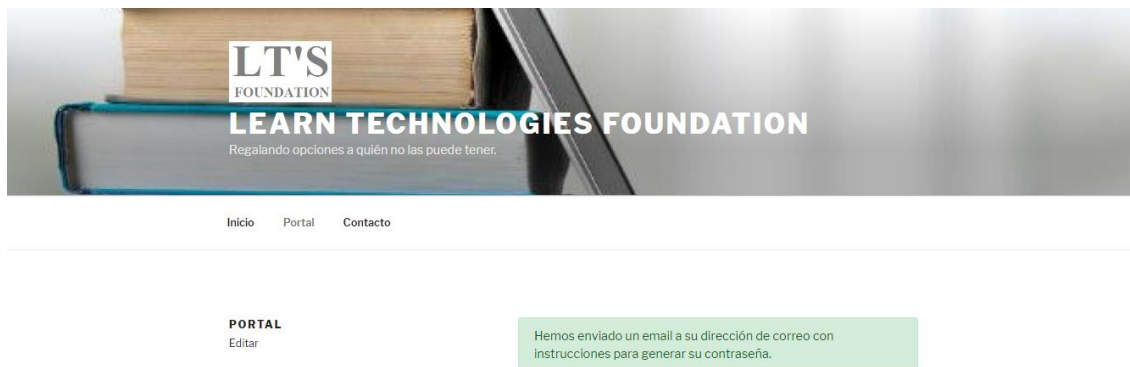 LT'S
FOUNDATION
LEARN TECHNOLOGIES FOUNDATION
Regalando opciones a quién no las puede tener.
Inicio Portal Contacto
PORTAL
Editar
Hemos enviado un email a su dirección de correo con
instrucciones para generar su contraseña.